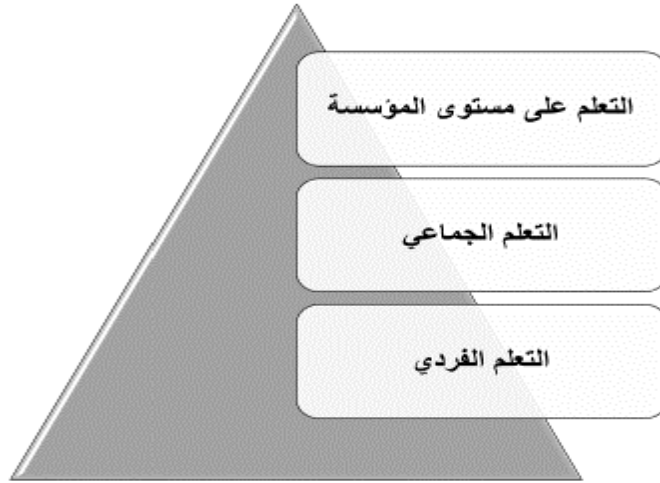 التعلم على مستوى المؤسسة
التعلم الجماعي
التعلم الفردي